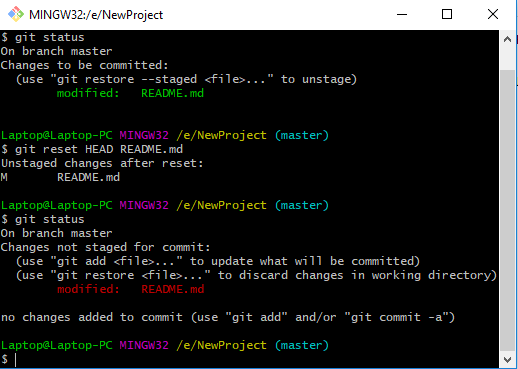 MINGW32:/e/NewProject
$ git status
On branch master
Changes to be committed:
  (use "git restore --staged <file>..." to unstage)
        modified:   README.md
Laptop@Laptop-PC MINGW32 /e/NewProject (master)
$ git reset HEAD README.md
Unstaged changes after reset:
M       README.md
Laptop@Laptop-PC MINGW32 /e/NewProject (master)
$ git status
On branch master
Changes not staged for commit:
  (use "git add <file>..." to update what will be committed)
  (use "git restore <file>..." to discard changes in working directory)
        modified:   README.md
no changes added to commit (use "git add" and/or "git commit -a")
Laptop@Laptop-PC MINGW32 /e/NewProject (master)
$